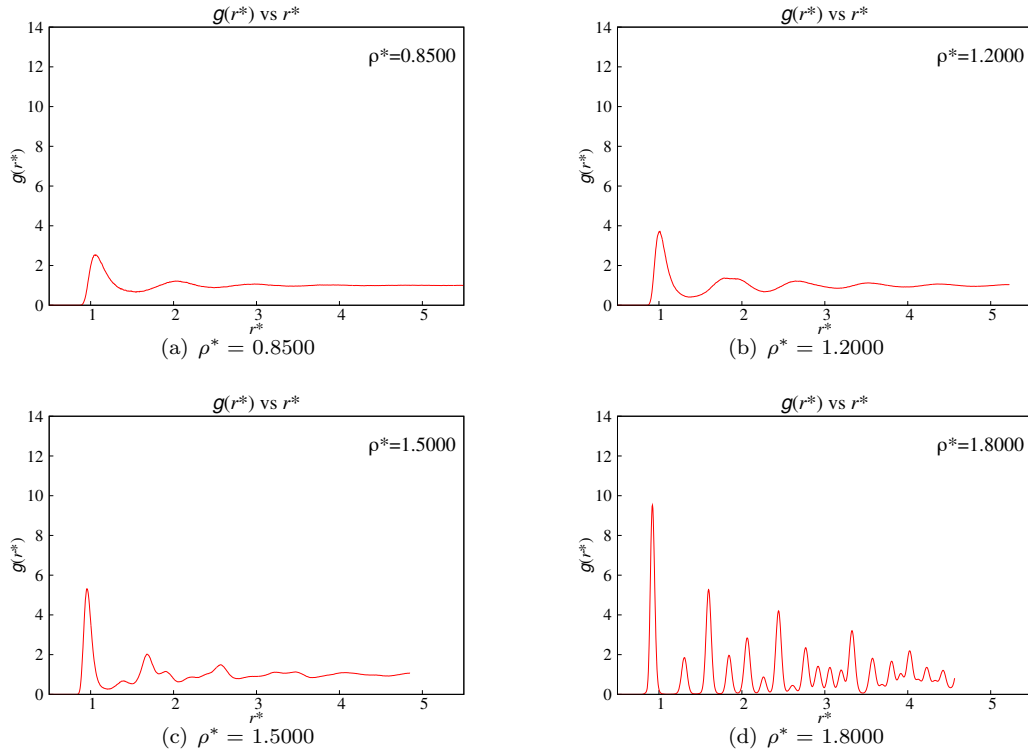 g(r*) vs r*
14
12
10
8
6
4
2
0
g(r*)
ρ*=0.8500
1 2 3 4 5
r*
(a) ρ* = 0.8500
g(r*) vs r*
14
12
10
8
6
4
2
0
g(r*)
ρ*=1.2000
1 2 3 4 5
r*
(b) ρ* = 1.2000
g(r*) vs r*
14
12
10
8
6
4
2
0
g(r*)
ρ*=1.5000
1 2 3 4 5
r*
(c) ρ* = 1.5000
g(r*) vs r*
14
12
10
8
6
4
2
0
g(r*)
ρ*=1.8000
1 2 3 4 5
r*
(d) ρ* = 1.8000